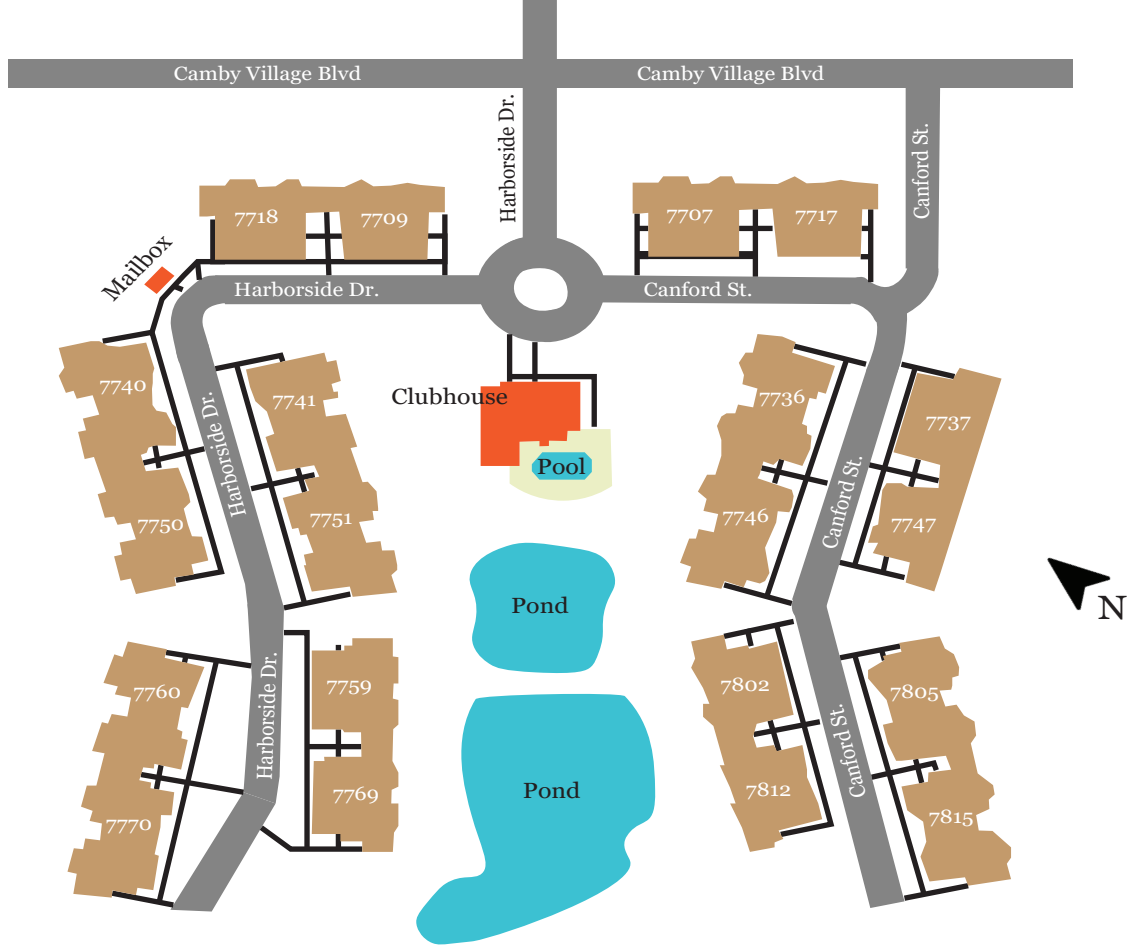 Camby Village Blvd
Camby Village Blvd
Harborside Dr.
Canford St.
7718
7709
7707
7717
Mailbox
Harborside Dr.
Canford St.
7740
7741
Clubhouse
7736
7737
Harborside Dr.
Pool
Canford St.
7750
7751
7746
7747
Pond
N
7760
7759
Harborside Dr.
7802
7805
Canford St.
7770
7769
Pond
7812
7815